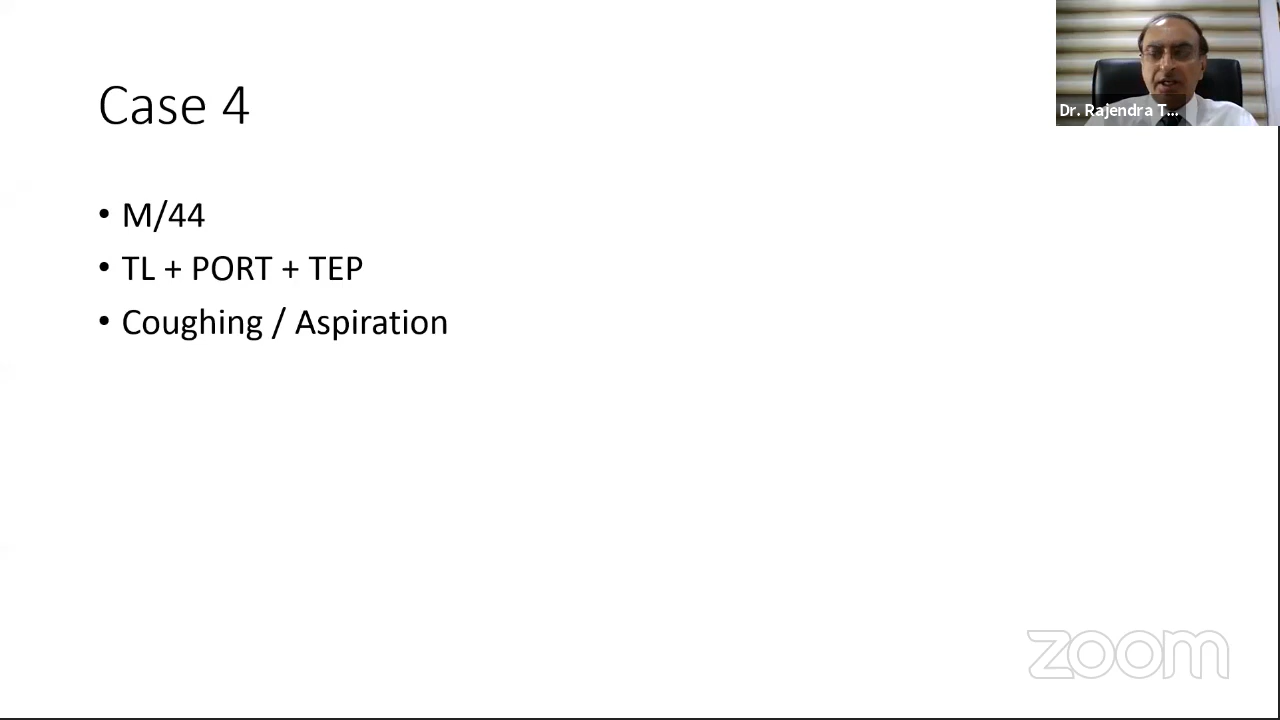 Case 4
Dr. Rajendra T...
• M/44
• TL + PORT + TEP
• Coughing / Aspiration
zoom